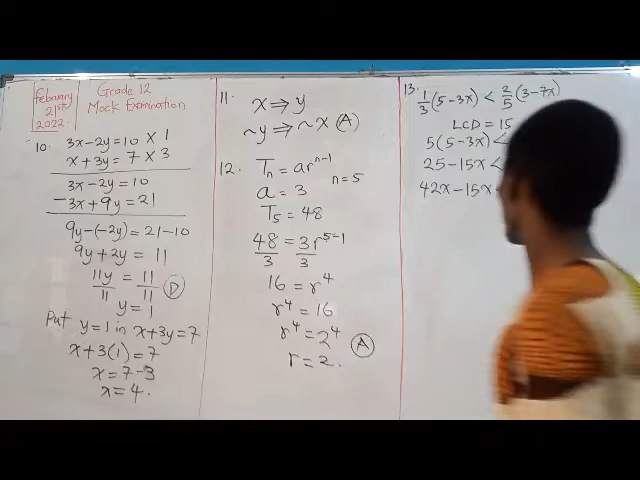 February
21st
2022
Grade 12
Mock Examination
10. 3x-2y=10 X 1
x+3y=7 X 3
3x-2y=10
-3x+9y=21
9y-(-2y)=21-10
9y+2y=11
11y/11 = 11/11 (D)
y=1
Put y=1 in x+3y=7
x+3(1)=7
x=7-3
x=4.
11. x⇒y
~y⇒~x (A)
12. Tn=ar^(n-1)
n=5
a=3
T5=48
48/3=3r^(5-1)/3
16=r^4
r^4=16
r^4=2^4
(A)
r=2.
13. 1/3(5-3x) < 2/5(3-7x)
LCD=15
5(5-3x)<
25-15x<
42x-15x